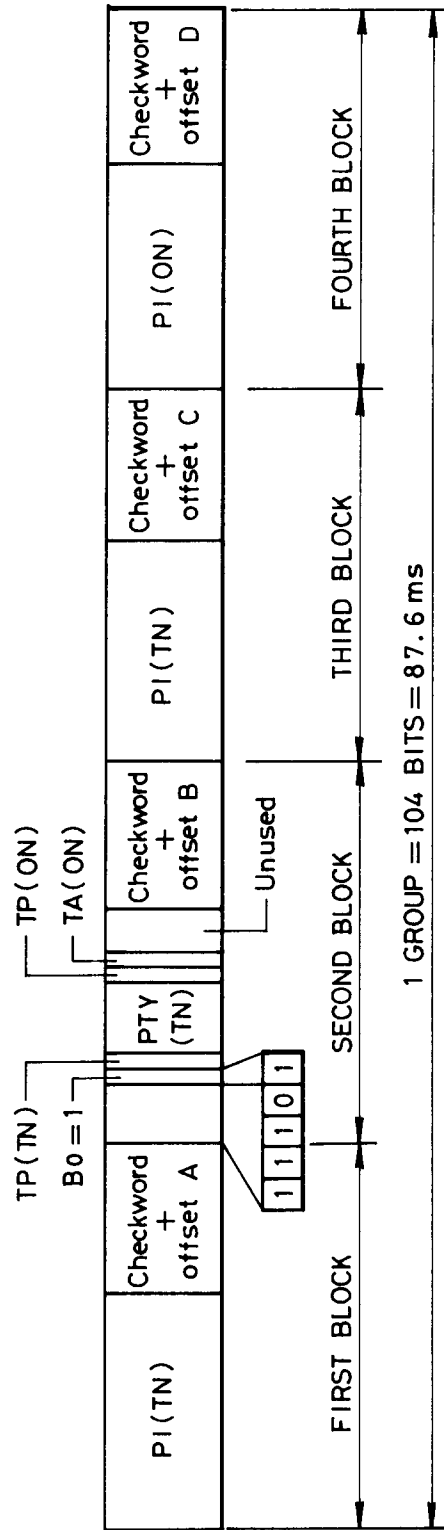 TP(TN)
B0=1
TP(ON)
TA(ON)
PI(TN)
Checkword
+
offset A
PTY
(TN)
Checkword
+
offset B
PI(TN)
Checkword
+
offset C
PI(ON)
Checkword
+
offset D
1 1 1 0 1
Unused
FIRST BLOCK
SECOND BLOCK
THIRD BLOCK
FOURTH BLOCK
1 GROUP = 104 BITS = 87.6 ms